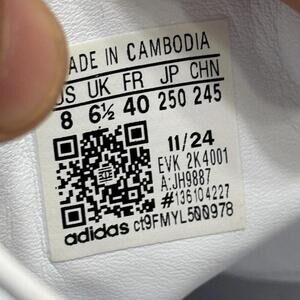 MADE IN CAMBODIA
US UK FR JP CHN
8 6½ 40 250 245
11/24
EVK 2K4001
A:JH9887
#136104227
adidas ct9FMYL500978